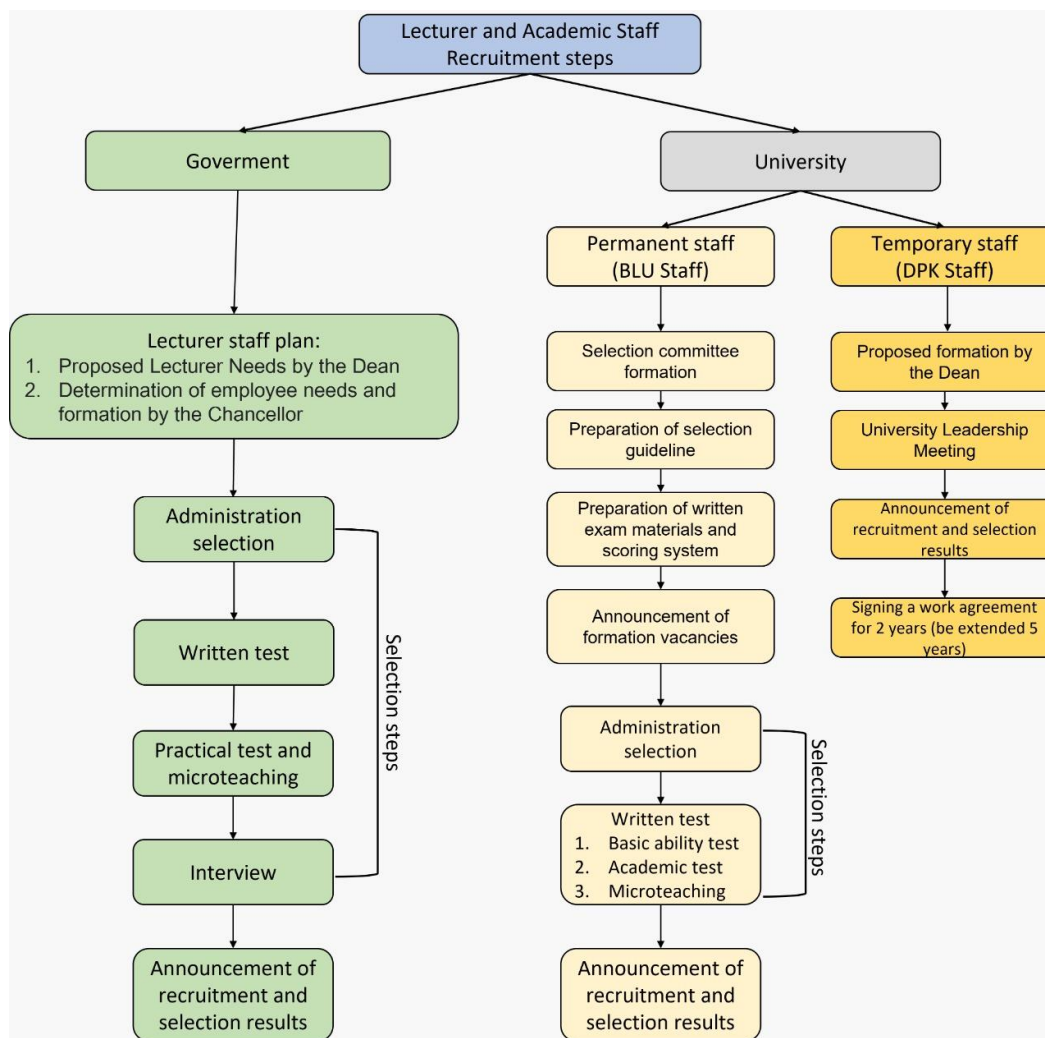 Lecturer and Academic Staff
Recruitment steps
Goverment
University
Permanent staff
(BLU Staff)
Temporary staff
(DPK Staff)
Lecturer staff plan:
1. Proposed Lecturer Needs by the Dean
2. Determination of employee needs and
formation by the Chancellor
Administration
selection
Written test
Practical test and
microteaching
Interview
Selection steps
Announcement of
recruitment and
selection results
Selection committee
formation
Preparation of selection
guideline
Preparation of written
exam materials and
scoring system
Announcement of
formation vacancies
Administration
selection
Written test
1. Basic ability test
2. Academic test
3. Microteaching
Selection steps
Announcement of
recruitment and
selection results
Proposed formation by
the Dean
University Leadership
Meeting
Announcement of
recruitment and selection
results
Signing a work agreement
for 2 years (be extended 5
years)